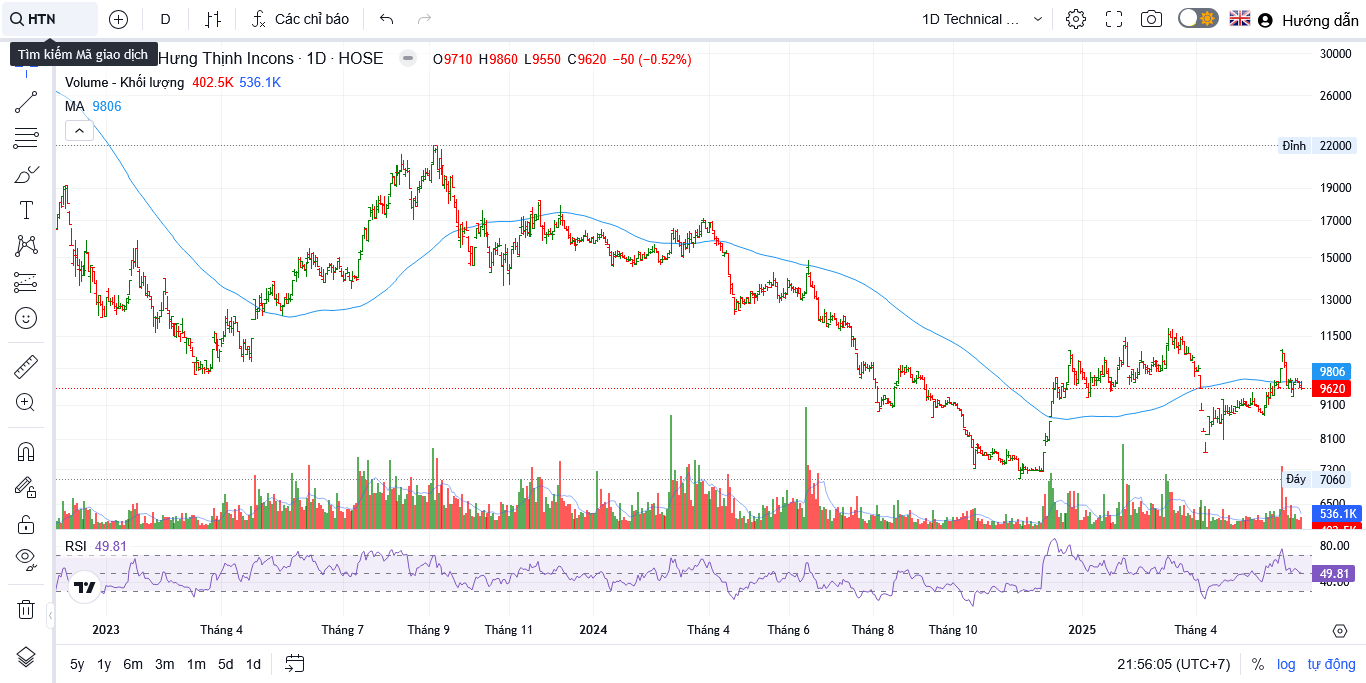 HTN
D
Các chỉ báo
1D Technical ...
Hướng dẫn
Tìm kiếm Mã giao dịch
Hưng Thịnh Incons · 1D · HOSE
O9710 H9860 L9550 C9620 −50 (−0.52%)
Volume - Khối lượng 402.5K 536.1K
MA 9806
30000
26000
Đỉnh 22000
19000
17000
15000
13000
11500
9806
9620
9100
8100
7300
Đáy 7060
6500
536.1K
402.5K
RSI 49.81
80.00
49.81
40.00
2023 Tháng 4 Tháng 7 Tháng 9 Tháng 11 2024 Tháng 4 Tháng 6 Tháng 8 Tháng 10 2025 Tháng 4
5y 1y 6m 3m 1m 5d 1d
21:56:05 (UTC+7) % log tự động